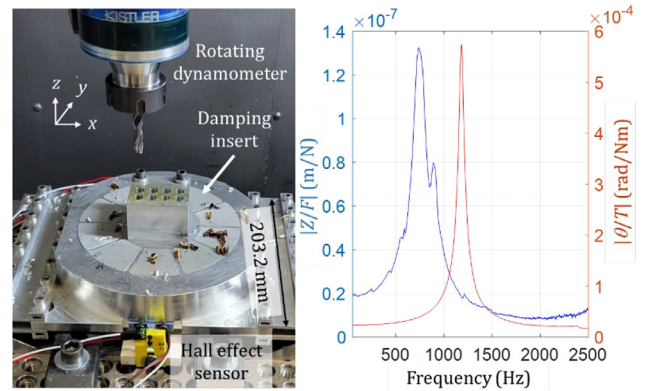 KISTLER
Rotating
dynamometer
z
y
x
Damping
insert
203.2 mm
Hall effect
sensor
×10⁻⁷
×10⁻⁴
1.4
1.2
1
0.8
0.6
0.4
0.2
0
|Z/F| (m/N)
6
5
4
3
2
1
0
|θ/T| (rad/Nm)
500
1000
1500
2000
2500
Frequency (Hz)